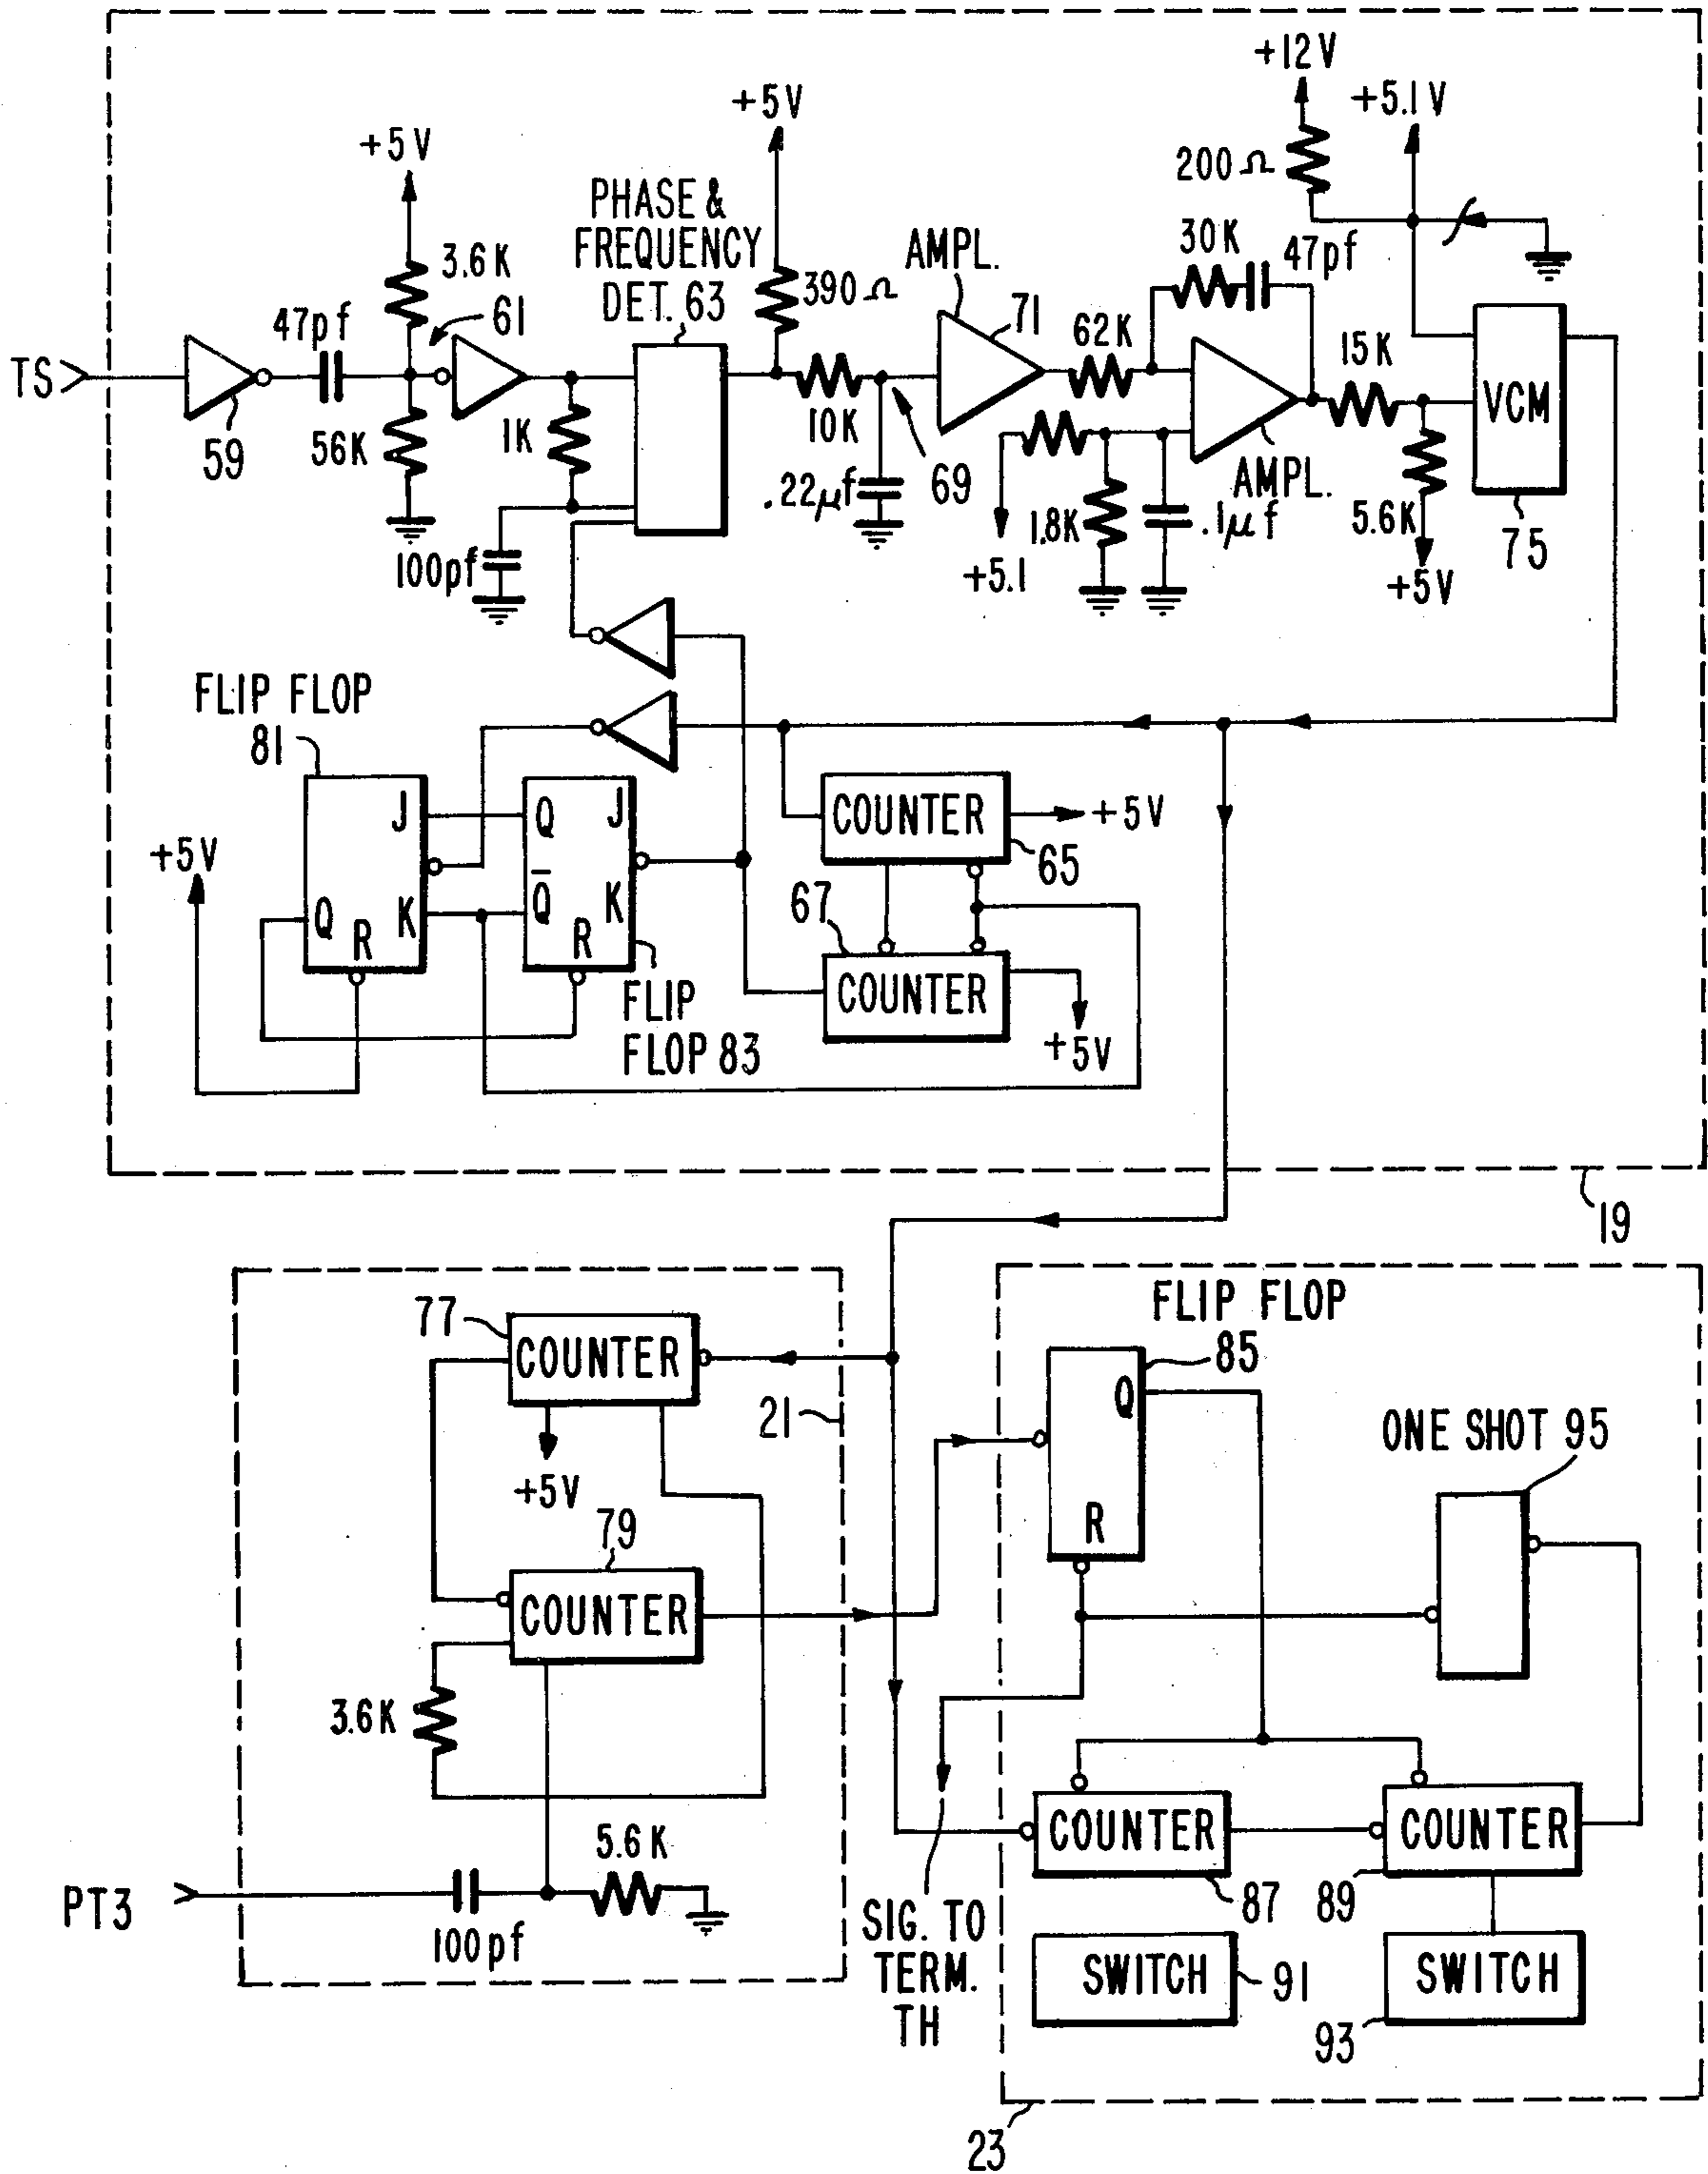 +12V
+5.1V
+5V
+5V
200Ω
PHASE &
FREQUENCY
DET. 63
3.6K
390Ω
AMPL.
30K
47pf
47pf
61
71
62K
15K
TS
VCM
59
56K
1K
10K
.22µf
69
AMPL.
1.8K
.1µf
5.6K
75
100pf
+5.1
+5V
FLIP FLOP
81
J
Q
J
COUNTER
+5V
+5V
65
Q
K
Q̅
K
67
R
R
COUNTER
FLIP
FLOP 83
+5V
19
77
COUNTER
FLIP FLOP
85
Q
21
ONE SHOT 95
+5V
79
R
COUNTER
3.6K
COUNTER
COUNTER
5.6K
PT3
87
89
100pf
SIG. TO
TERM.
TH
SWITCH
91
SWITCH
93
23